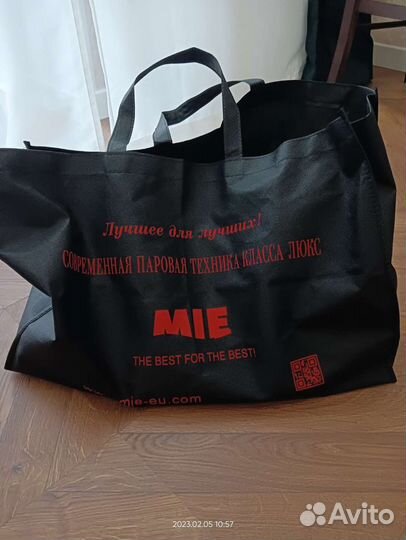 Лучшее для лучших!
СОВРЕМЕННАЯ ПАРОВАЯ ТЕХНИКА КЛАССА ЛЮКС
MIE
THE BEST FOR THE BEST!
mie-eu.com
2023.02.05 10:57
Avito